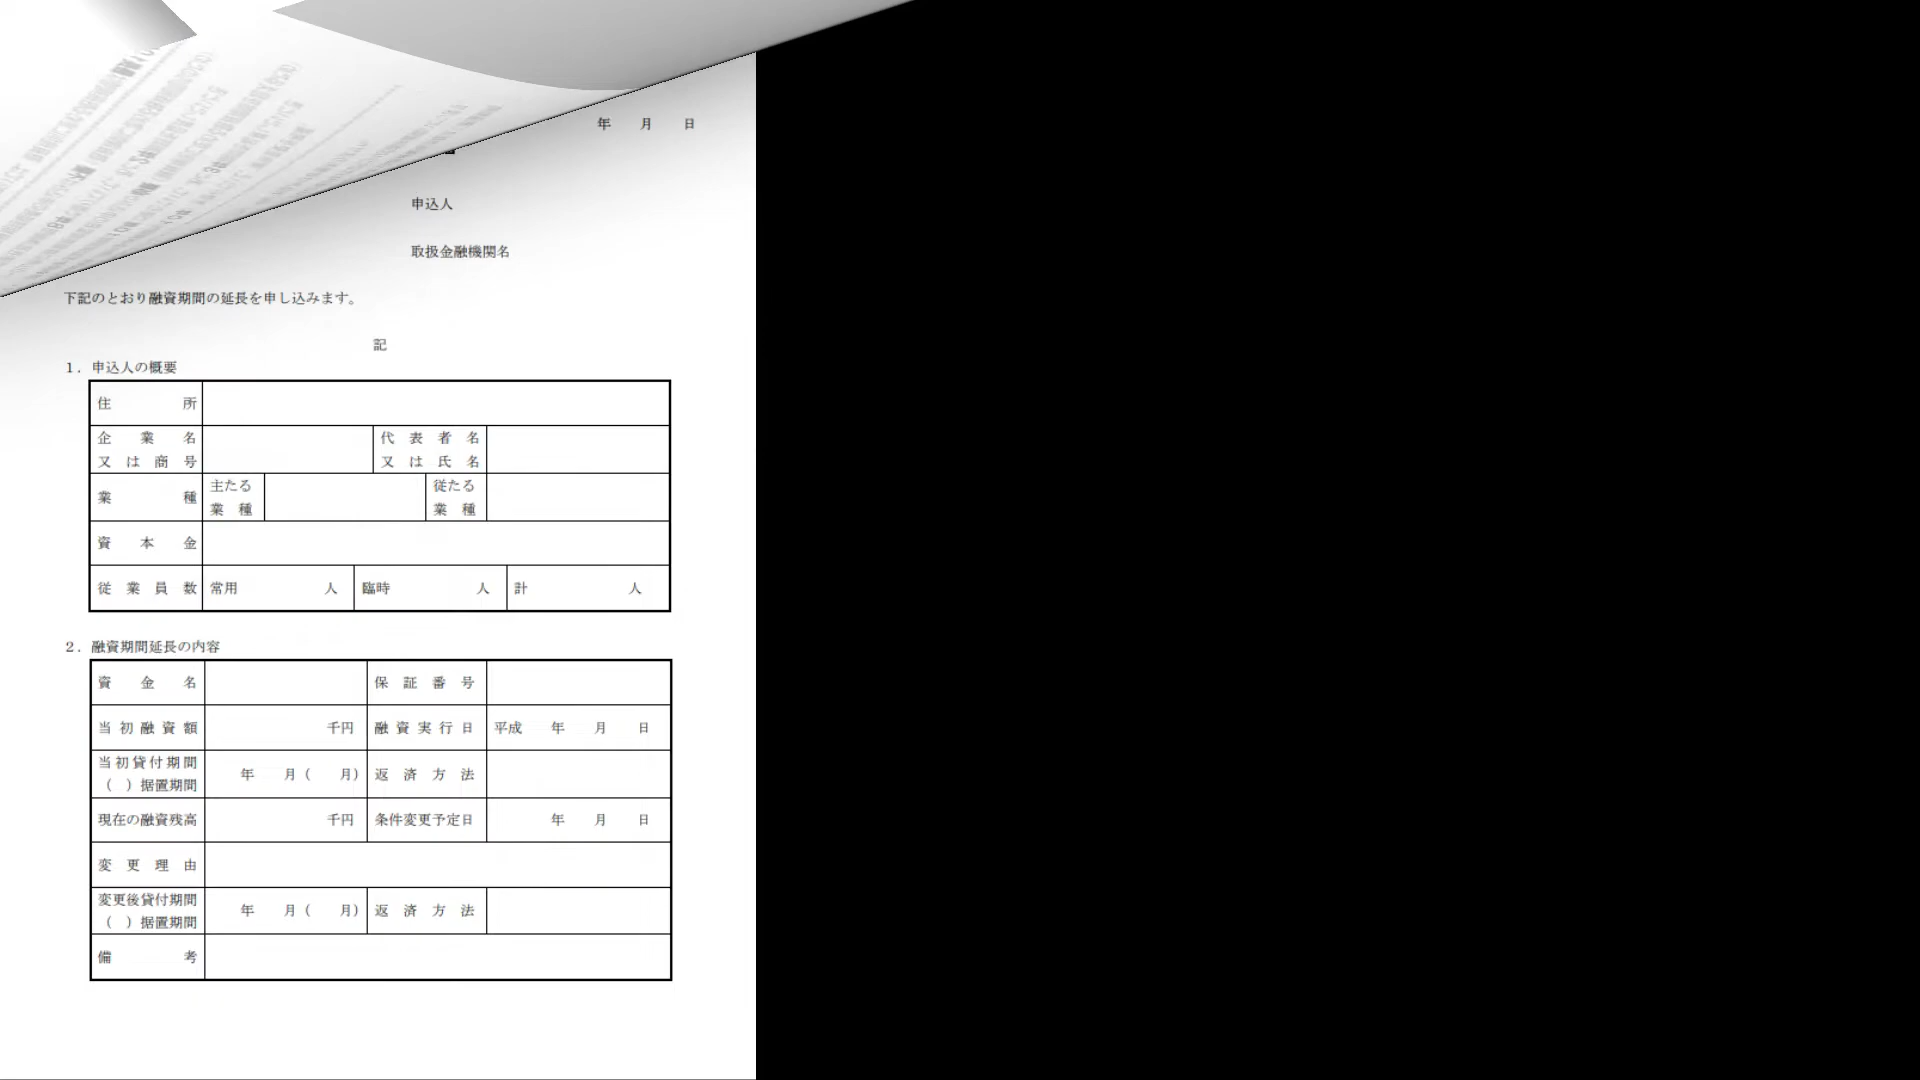 年　月　日
申込人
取扱金融機関名
下記のとおり融資期間の延長を申し込みます。
記
１．申込人の概要
住所
企業名又は商号　代表者名又は氏名
業種　主たる業種　従たる業種
資本金
従業員数　常用　人　臨時　人　計　人
２．融資期間延長の内容
資金名　保証番号
当初融資額　千円　融資実行日　平成　年　月　日
当初貸付期間（　）据置期間　年　月（　月）　返済方法
現在の融資残高　千円　条件変更予定日　年　月　日
変更理由
変更後貸付期間（　）据置期間　年　月（　月）　返済方法
備考